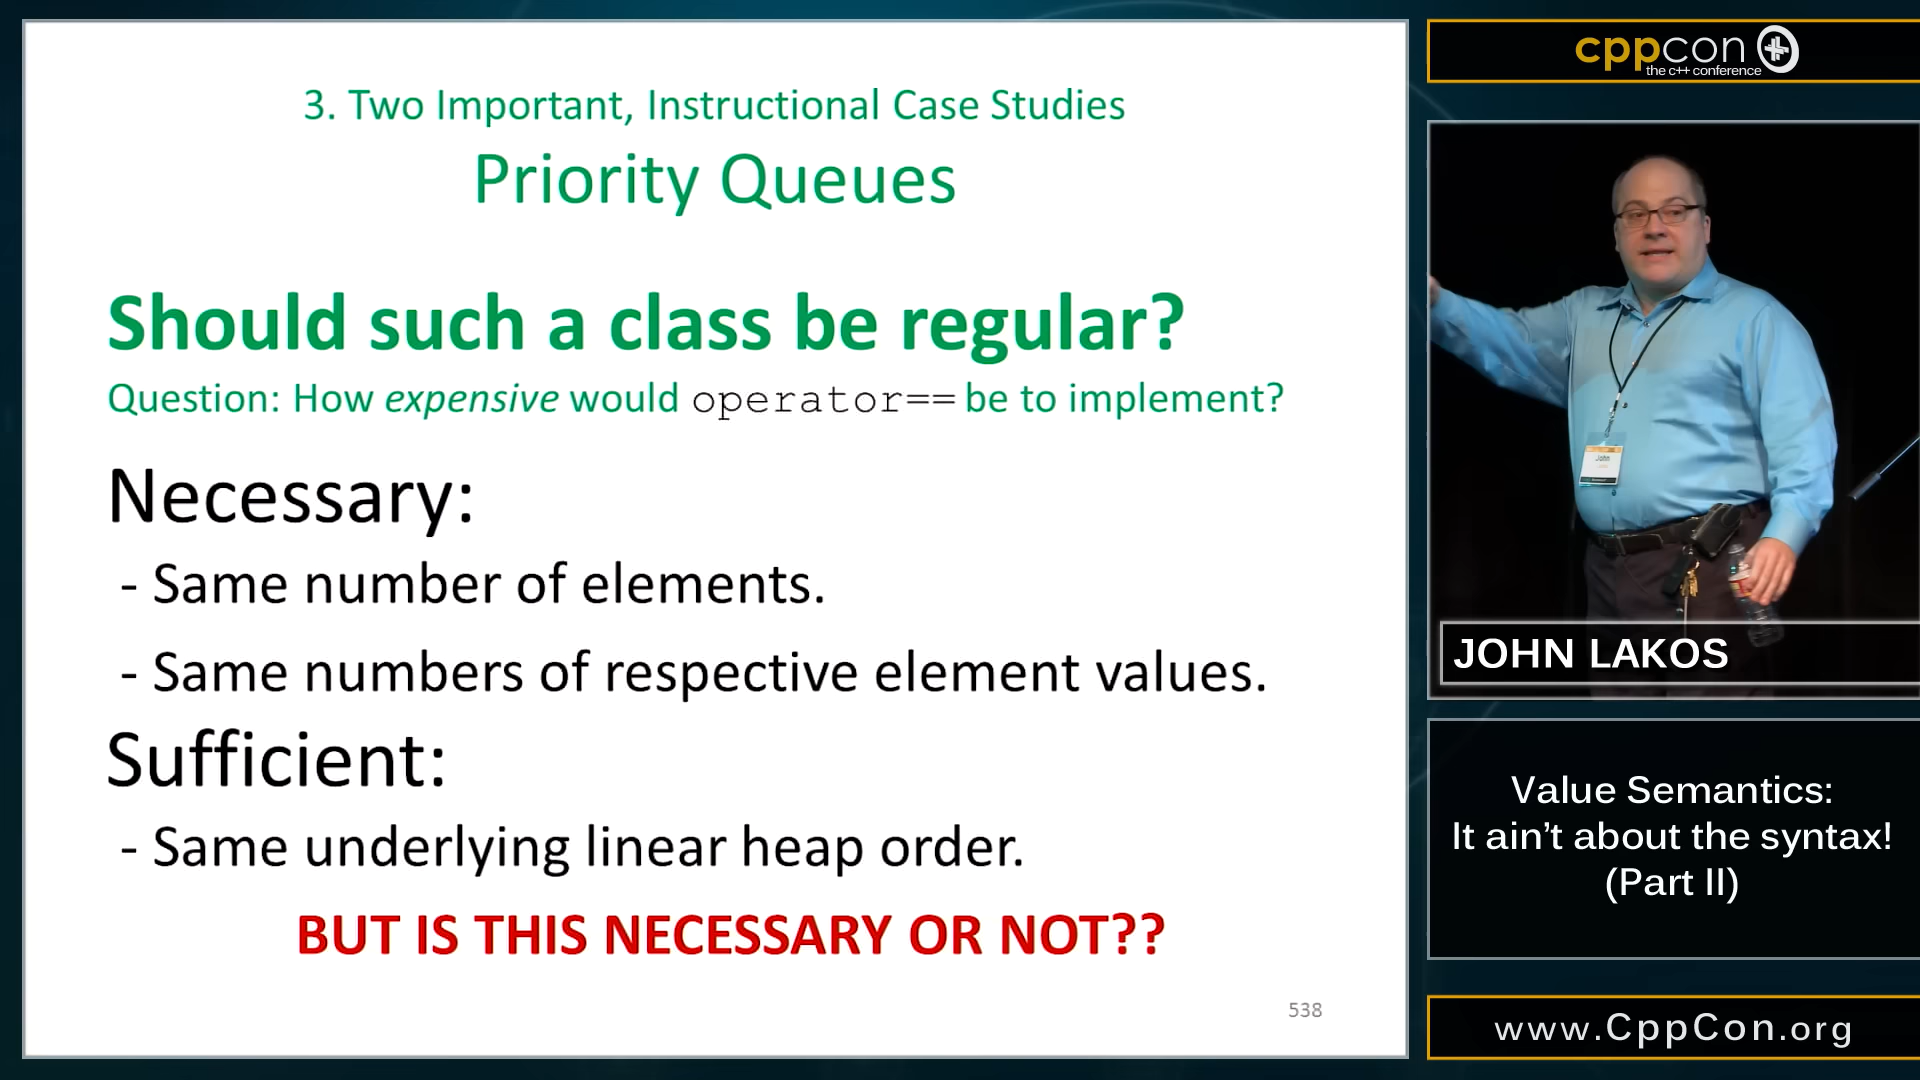 3. Two Important, Instructional Case Studies
Priority Queues
Should such a class be regular?
Question: How expensive would operator== be to implement?
Necessary:
- Same number of elements.
- Same numbers of respective element values.
Sufficient:
- Same underlying linear heap order.
BUT IS THIS NECESSARY OR NOT??
538
cppcon
the c++ conference
John
JOHN LAKOS
Value Semantics:
It ain't about the syntax!
(Part II)
www.CppCon.org